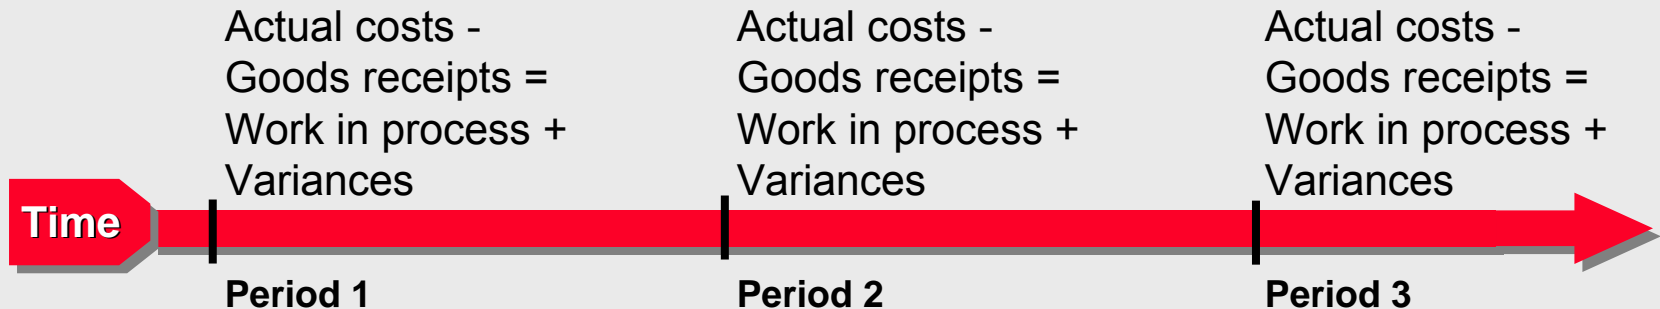 Actual costs -
Goods receipts =
Work in process +
Variances
Actual costs -
Goods receipts =
Work in process +
Variances
Actual costs -
Goods receipts =
Work in process +
Variances
Time
Period 1
Period 2
Period 3